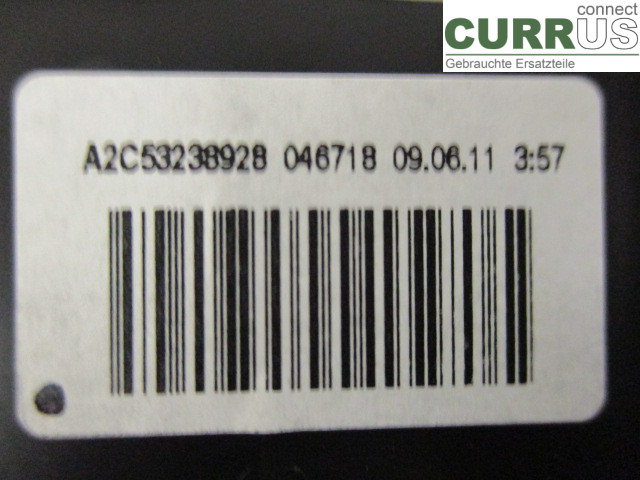 connect
CURRUS
Gebrauchte Ersatzteile
A2C53238928 046718 09.06.11 3:57